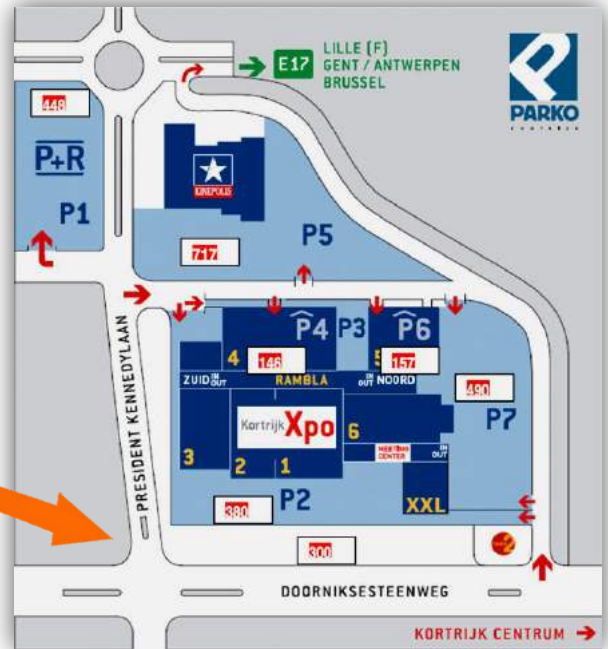 LILLE (F)
E17 GENT / ANTWERPEN
BRUSSEL
PARKO
448
P+R
P1
KINEPOLIS
717
P5
P4 P3 P6
4 146 5 157
ZUID IN OUT RAMBLA IN OUT NOORD
490
P7
Kortrijk Xpo
6
3 2 1
MEETING CENTER
IN OUT
380 P2
XXL
300
PRESIDENT KENNEDYLAAN
DOORNIKSESTEENWEG
KORTRIJK CENTRUM